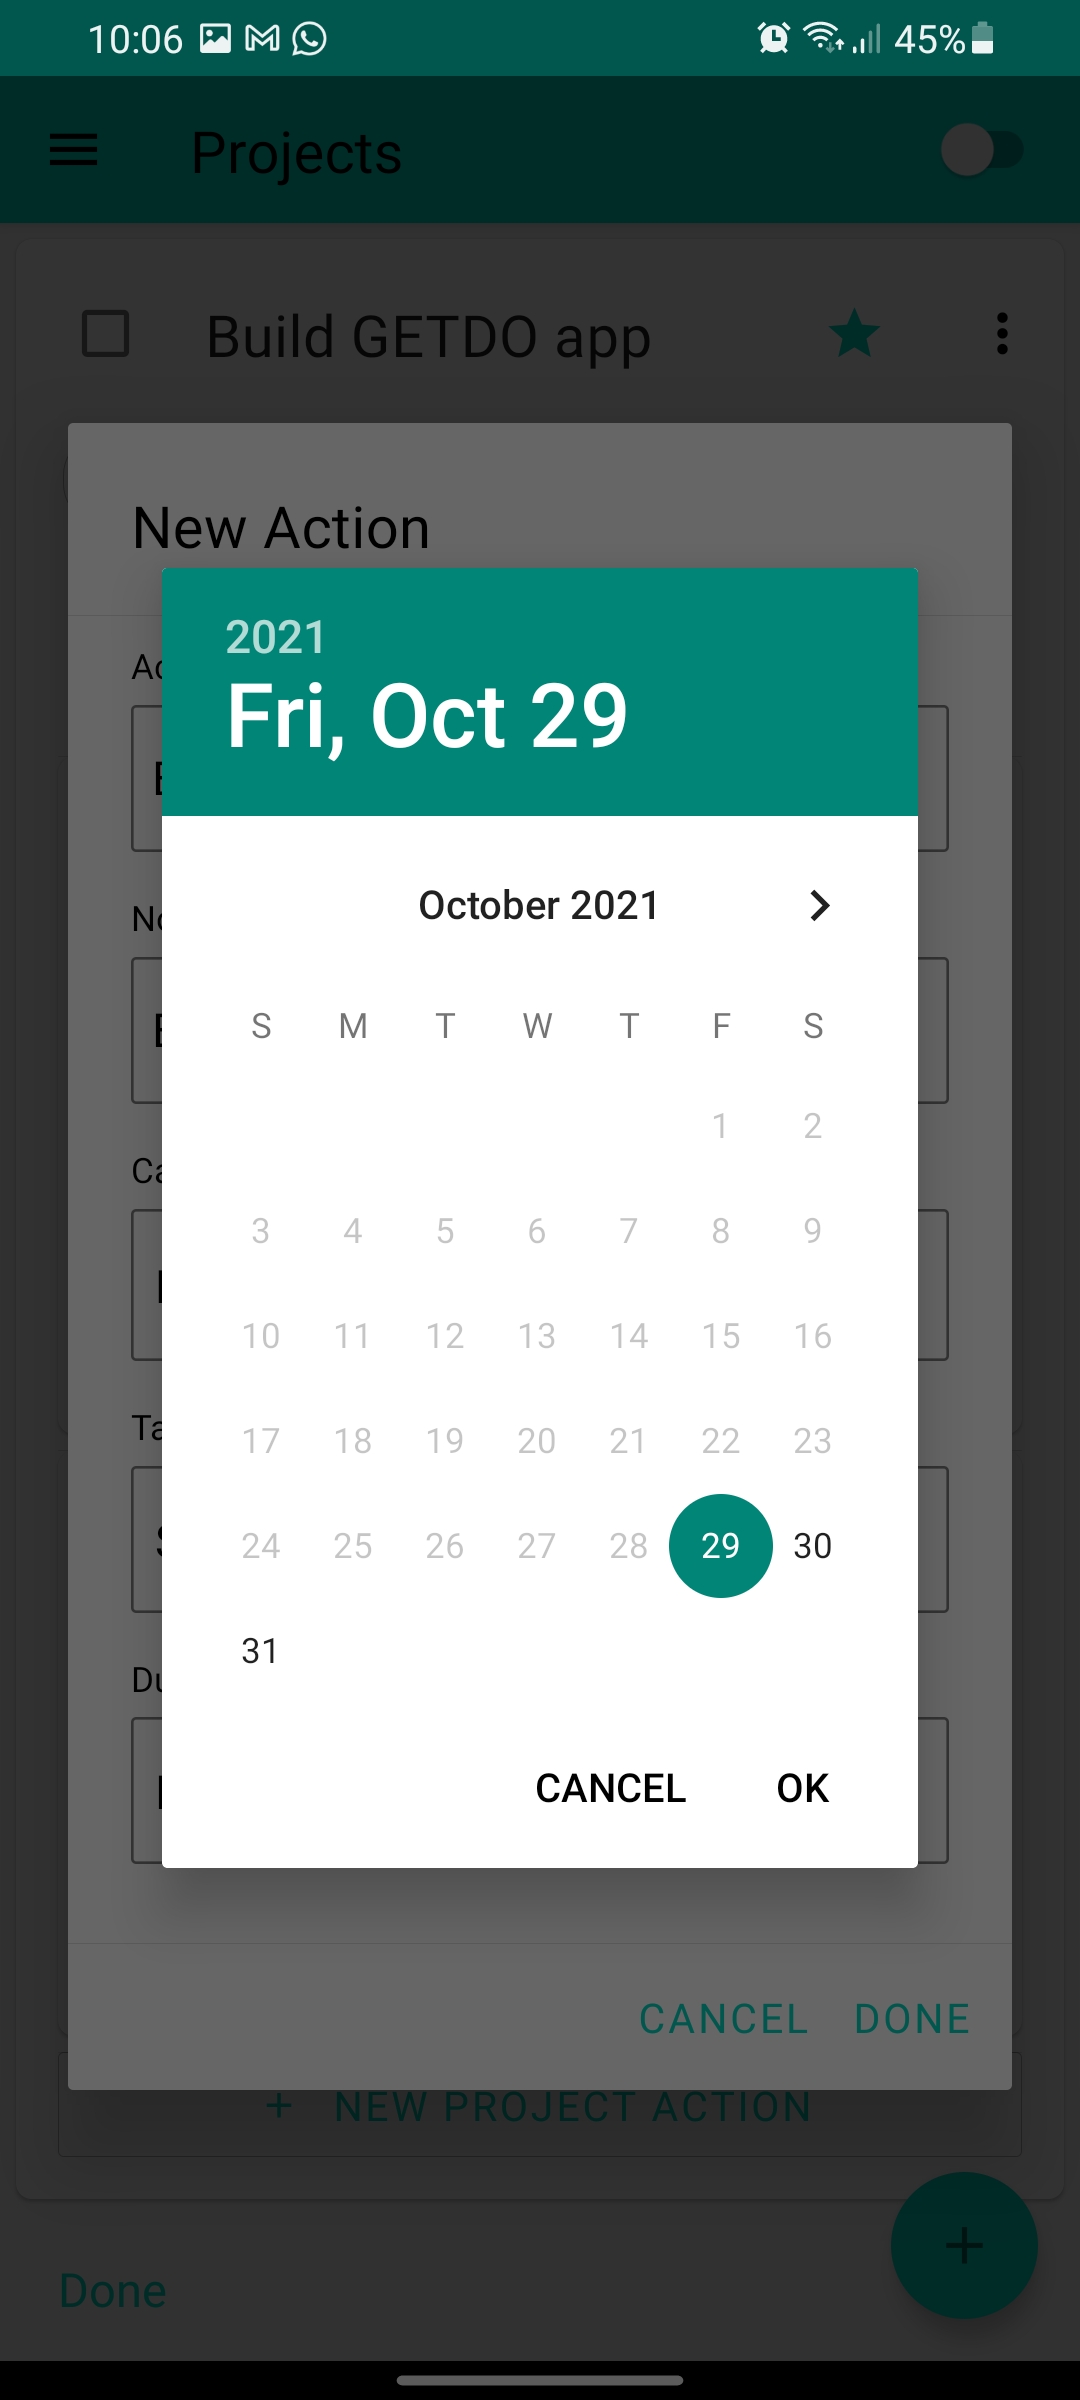 10:06 45%
Projects
Build GETDO app
New Action
2021
Fri, Oct 29
October 2021
S M T W T F S
1 2
3 4 5 6 7 8 9
10 11 12 13 14 15 16
17 18 19 20 21 22 23
24 25 26 27 28 29 30
31
CANCEL OK
CANCEL DONE
+ NEW PROJECT ACTION
Done